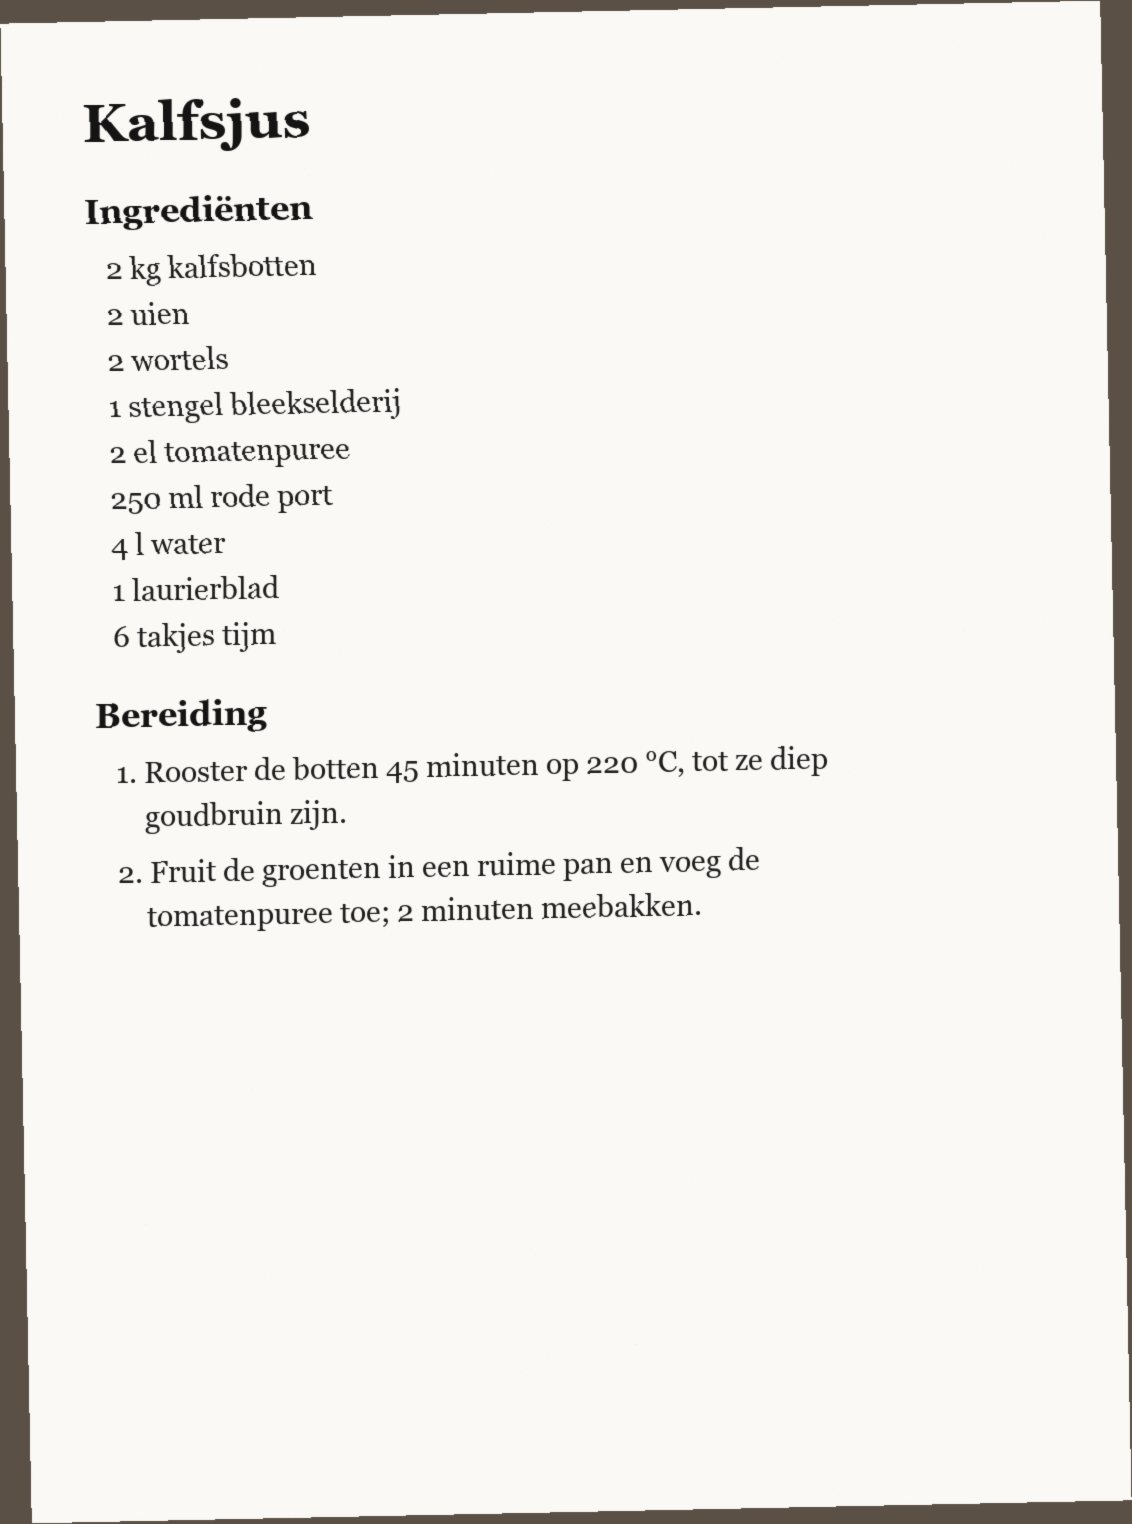 Kalfsjus
Ingrediënten
2 kg kalfsbotten
2 uien
2 wortels
1 stengel bleekselderij
2 el tomatenpuree
250 ml rode port
4 l water
1 laurierblad
6 takjes tijm
Bereiding
1. Rooster de botten 45 minuten op 220 °C, tot ze diep
goudbruin zijn.
2. Fruit de groenten in een ruime pan en voeg de
tomatenpuree toe; 2 minuten meebakken.